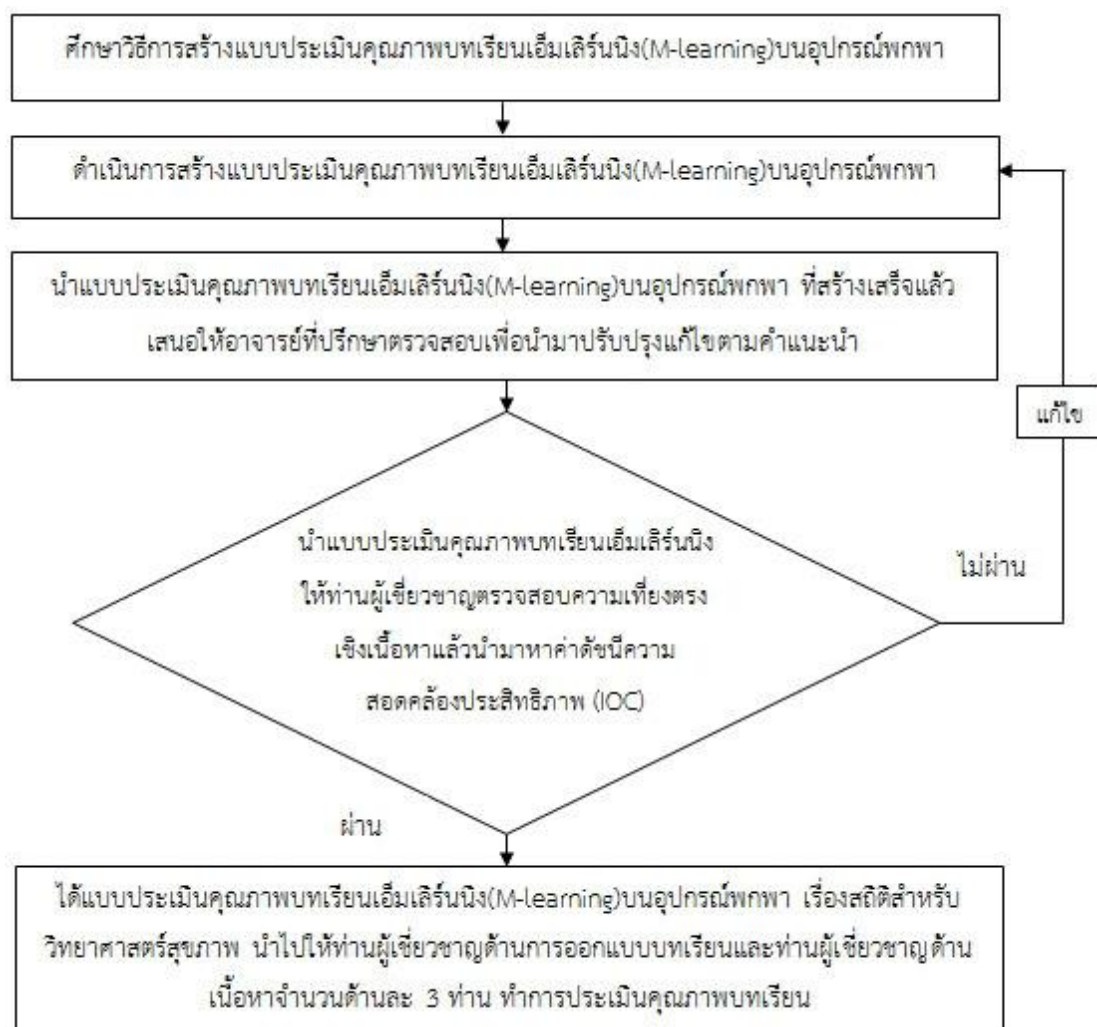 ศึกษาวิธีการสร้างแบบประเมินคุณภาพบทเรียนเอ็มเลิร์นนิง(M-learning)บนอุปกรณ์พกพา
ดำเนินการสร้างแบบประเมินคุณภาพบทเรียนเอ็มเลิร์นนิง(M-learning)บนอุปกรณ์พกพา
นำแบบประเมินคุณภาพบทเรียนเอ็มเลิร์นนิง(M-learning)บนอุปกรณ์พกพา ที่สร้างเสร็จแล้ว
เสนอให้อาจารย์ที่ปรึกษาตรวจสอบเพื่อนำมาปรับปรุงแก้ไขตามคำแนะนำ
แก้ไข
นำแบบประเมินคุณภาพบทเรียนเอ็มเลิร์นนิง
ให้ท่านผู้เชี่ยวชาญตรวจสอบความเที่ยงตรง
เชิงเนื้อหาแล้วนำมาหาค่าดัชนีความ
สอดคล้องประสิทธิภาพ (IOC)
ไม่ผ่าน
ผ่าน
ได้แบบประเมินคุณภาพบทเรียนเอ็มเลิร์นนิง(M-learning)บนอุปกรณ์พกพา เรื่องสถิติสำหรับ
วิทยาศาสตร์สุขภาพ นำไปให้ท่านผู้เชี่ยวชาญด้านการออกแบบบทเรียนและท่านผู้เชี่ยวชาญด้าน
เนื้อหาจำนวนด้านละ 3 ท่าน ทำการประเมินคุณภาพบทเรียน